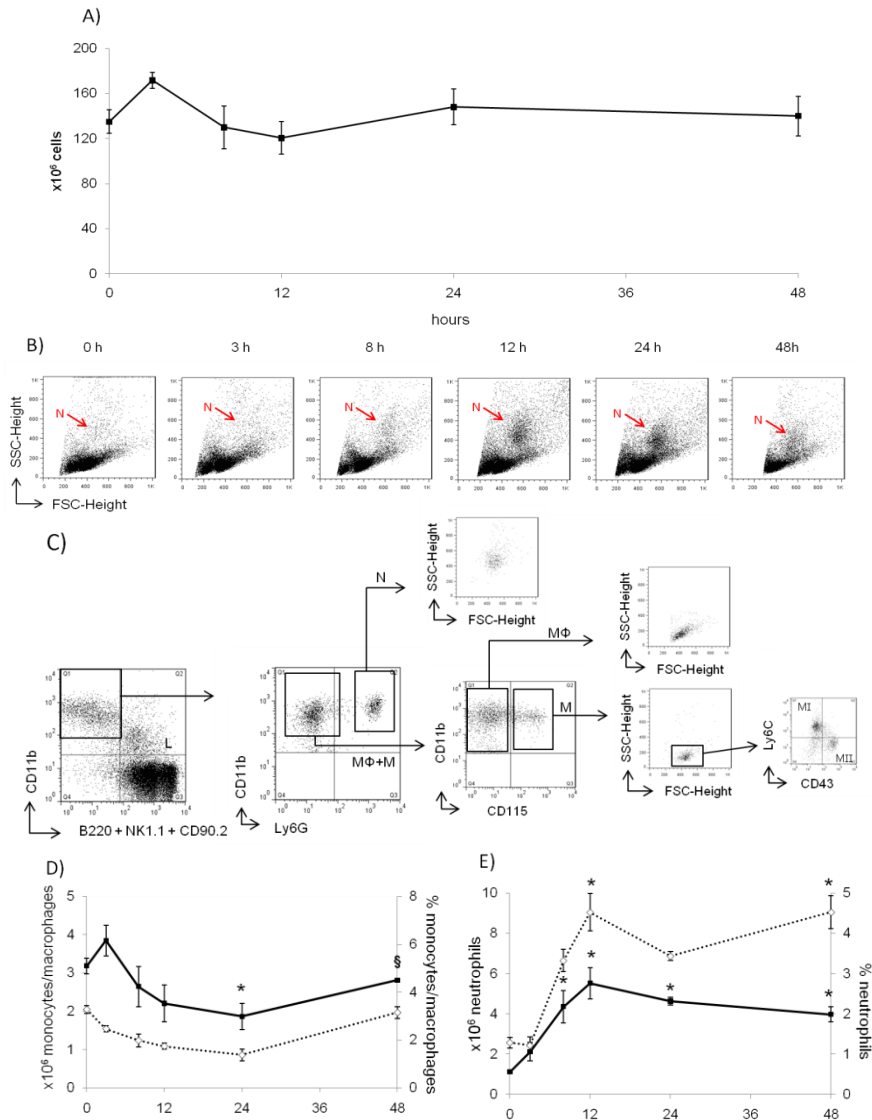 A)
200
160
120
80
40
0
x10⁶ cells
0 12 24 36 48
hours
B)
0 h 3 h 8 h 12 h 24 h 48h
N N N N N N
SSC-Height
FSC-Height
C)
N
SSC-Height
FSC-Height
MΦ
SSC-Height
FSC-Height
CD11b
L
B220 + NK1.1 + CD90.2
CD11b
MΦ+M
Ly6G
CD11b
CD115
M
SSC-Height
FSC-Height
Ly6C
MI
MII
CD43
D)
x10⁶ monocytes/macrophages
5
4
3
2
1
0
* §
8
7
6
5
4
3
2
1
0
% monocytes/macrophages
0 12 24 36 48
E)
x10⁶ neutrophils
10
8
6
4
2
0
* *
* * * *
5
4
3
2
1
0
% neutrophils
0 12 24 36 48